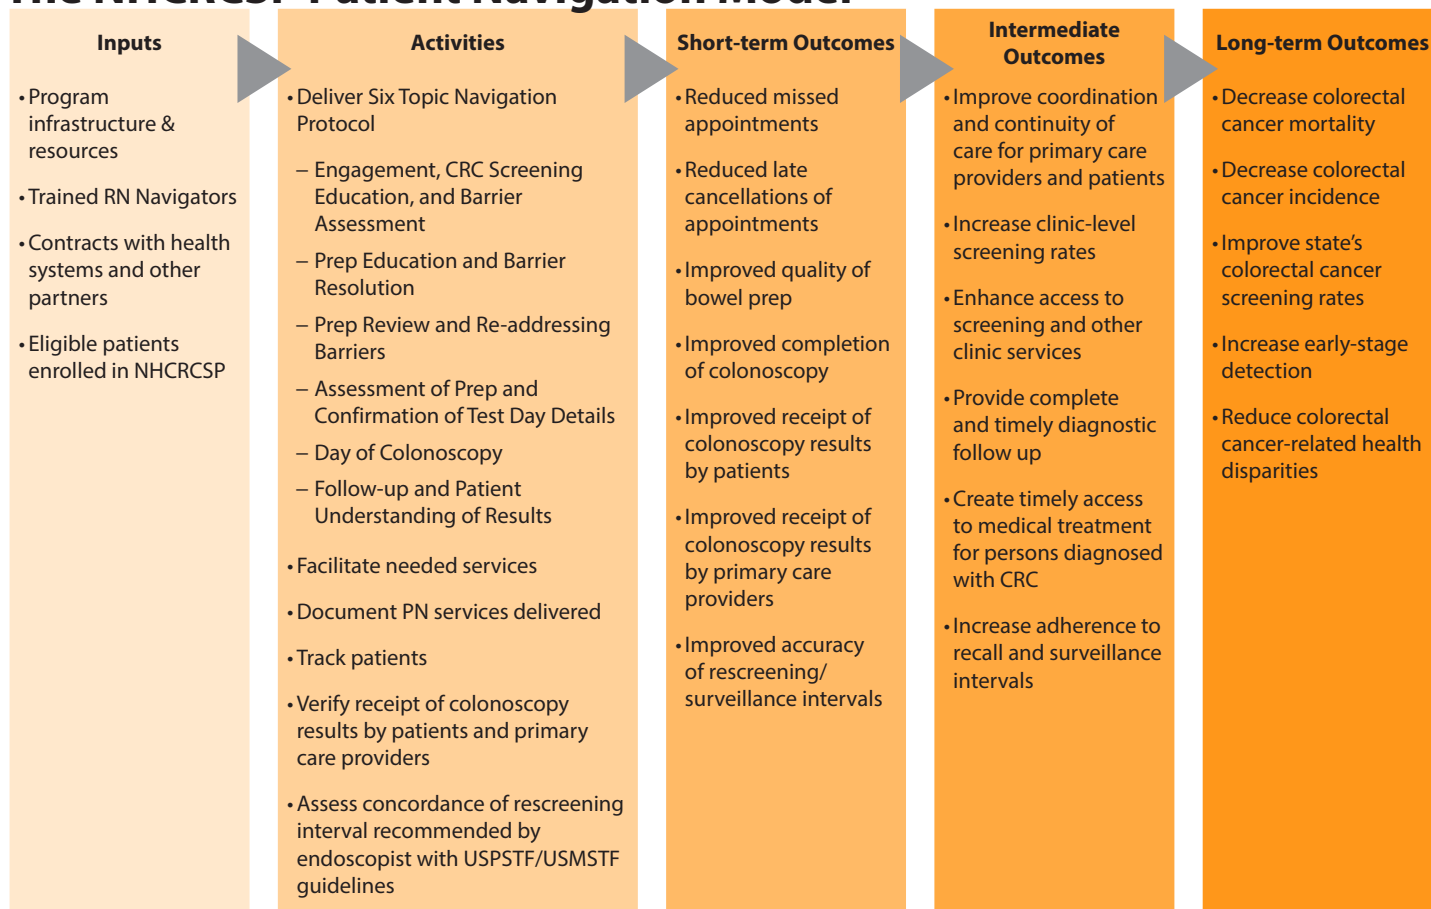 The NHCRCSP Patient Navigation Model
Inputs
• Program
infrastructure &
resources
• Trained RN Navigators
• Contracts with health
systems and other
partners
• Eligible patients
enrolled in NHCRCSP
Activities
• Deliver Six Topic Navigation
Protocol
– Engagement, CRC Screening
Education, and Barrier
Assessment
– Prep Education and Barrier
Resolution
– Prep Review and Re-addressing
Barriers
– Assessment of Prep and
Confirmation of Test Day Details
– Day of Colonoscopy
– Follow-up and Patient
Understanding of Results
• Facilitate needed services
• Document PN services delivered
• Track patients
• Verify receipt of colonoscopy
results by patients and primary
care providers
• Assess concordance of rescreening
interval recommended by
endoscopist with USPSTF/USMSTF
guidelines
Short-term Outcomes
• Reduced missed
appointments
• Reduced late
cancellations of
appointments
• Improved quality of
bowel prep
• Improved completion
of colonoscopy
• Improved receipt of
colonoscopy results
by patients
• Improved receipt of
colonoscopy results
by primary care
providers
• Improved accuracy
of rescreening/
surveillance intervals
Intermediate
Outcomes
• Improve coordination
and continuity of
care for primary care
providers and patients
• Increase clinic-level
screening rates
• Enhance access to
screening and other
clinic services
• Provide complete
and timely diagnostic
follow up
• Create timely access
to medical treatment
for persons diagnosed
with CRC
• Increase adherence to
recall and surveillance
intervals
Long-term Outcomes
• Decrease colorectal
cancer mortality
• Decrease colorectal
cancer incidence
• Improve state’s
colorectal cancer
screening rates
• Increase early-stage
detection
• Reduce colorectal
cancer-related health
disparities